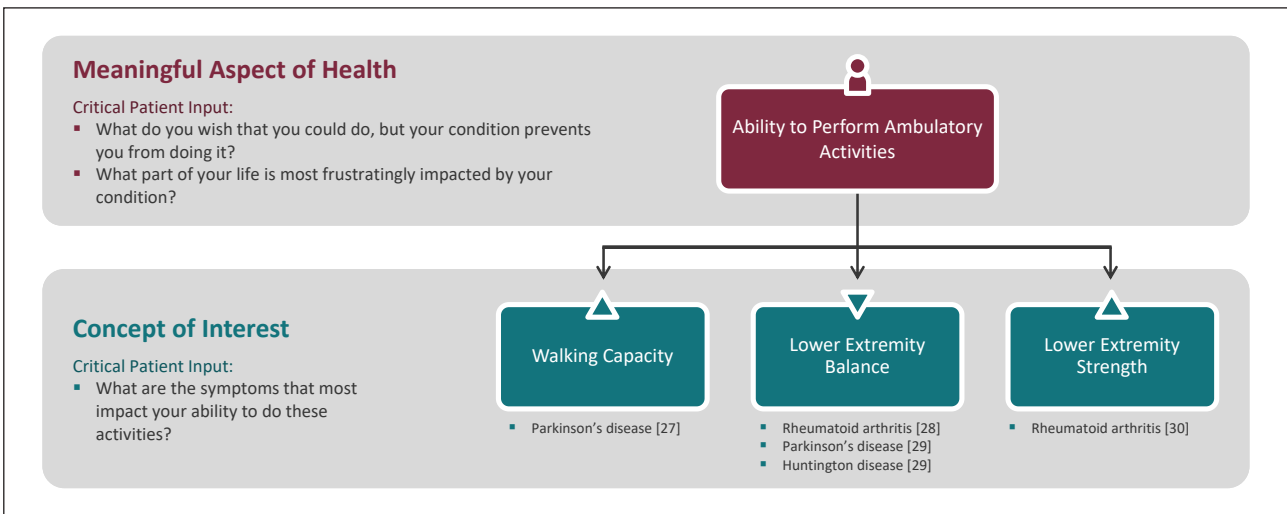 Meaningful Aspect of Health
Critical Patient Input:
▪ What do you wish that you could do, but your condition prevents
you from doing it?
▪ What part of your life is most frustratingly impacted by your
condition?
Ability to Perform Ambulatory
Activities
Concept of Interest
Critical Patient Input:
▪ What are the symptoms that most
impact your ability to do these
activities?
Walking Capacity
▪ Parkinson’s disease [27]
Lower Extremity
Balance
▪ Rheumatoid arthritis [28]
▪ Parkinson’s disease [29]
▪ Huntington disease [29]
Lower Extremity
Strength
▪ Rheumatoid arthritis [30]